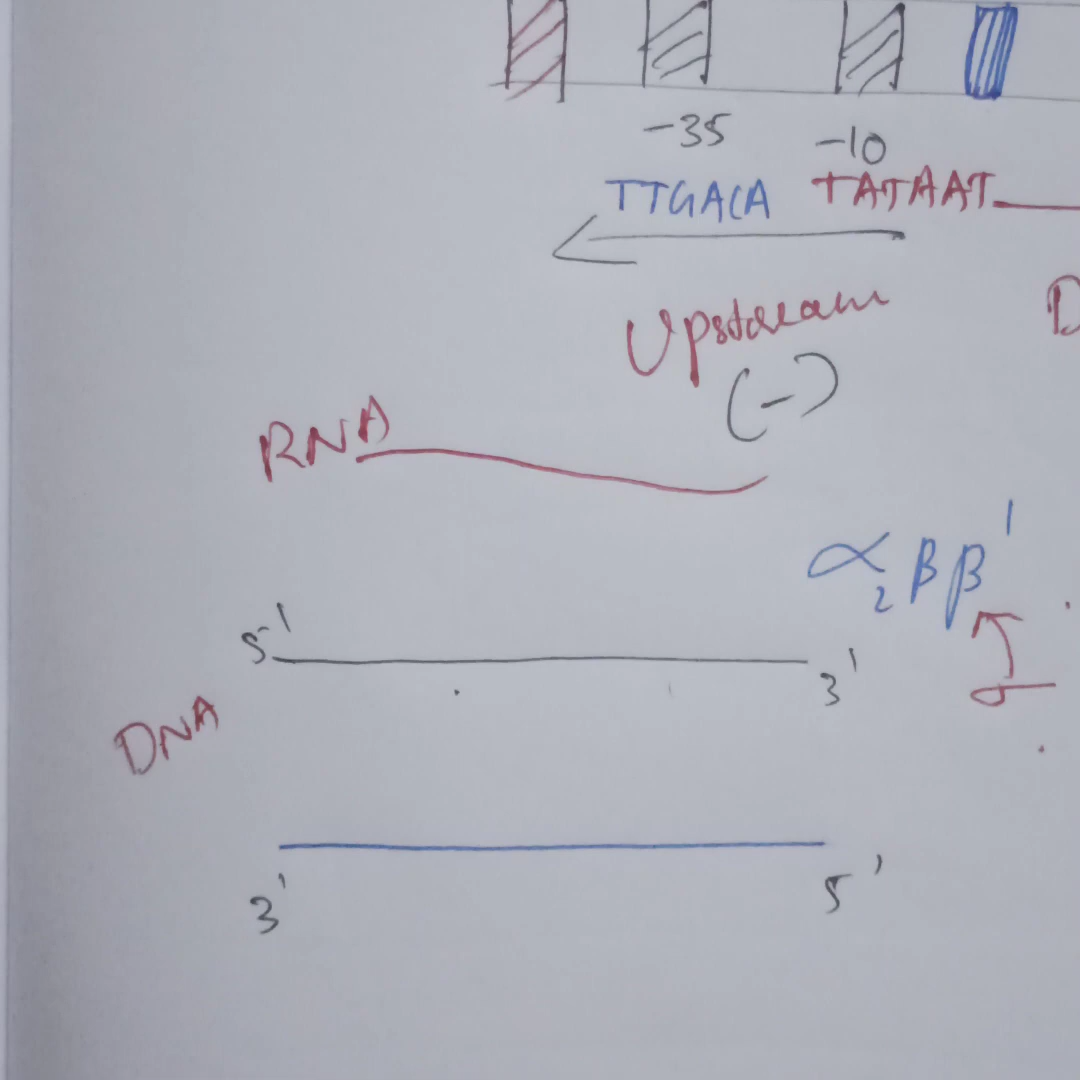 -35 -10
TTGACA TATAAT
Upstream
(-)
RNA
α₂ββ'
5' 3'
DNA
3' 5'